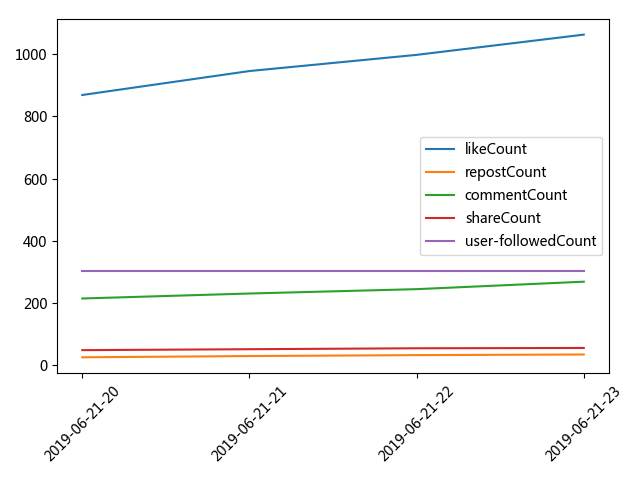 1000
800
600
400
200
0
likeCount
repostCount
commentCount
shareCount
user-followedCount
2019-06-21-20
2019-06-21-21
2019-06-21-22
2019-06-21-23